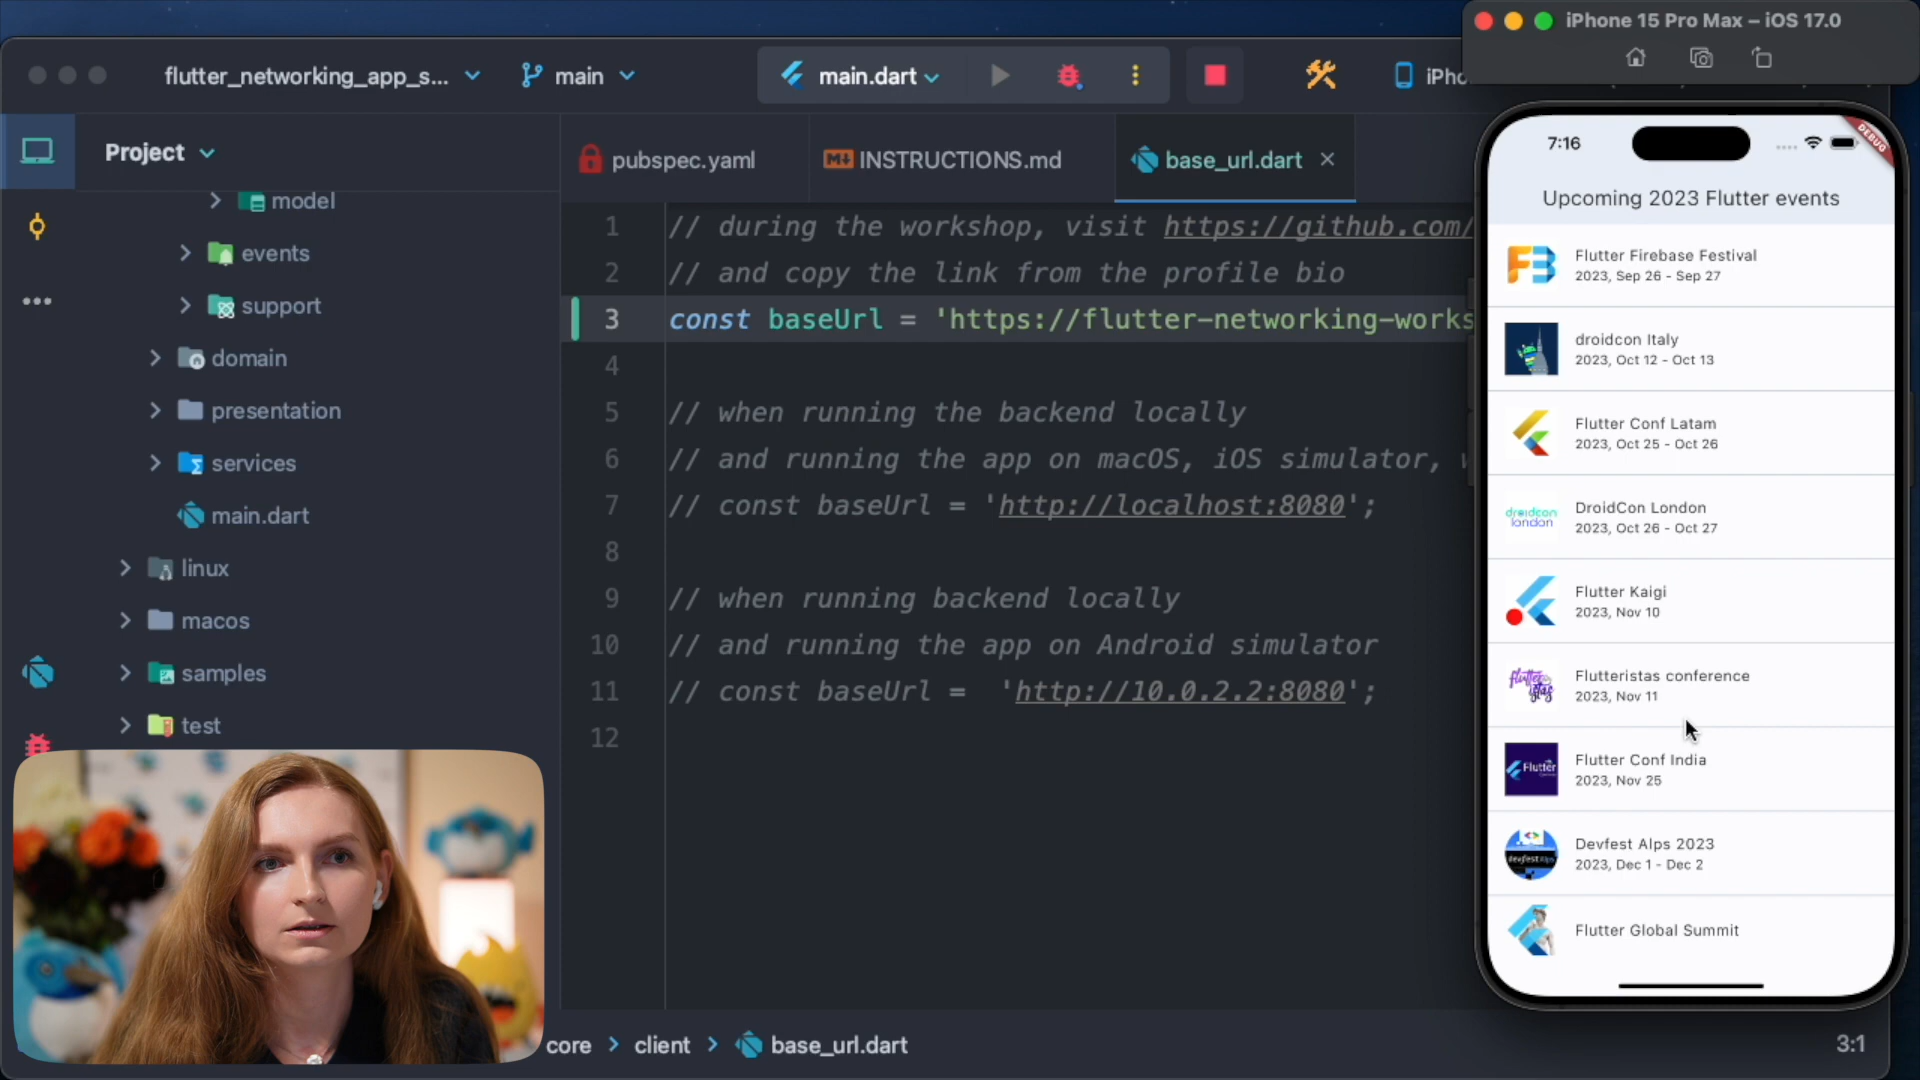 iPhone 15 Pro Max – iOS 17.0
flutter_networking_app_s...
main
main.dart
Project
pubspec.yaml
INSTRUCTIONS.md
base_url.dart
model
events
support
domain
presentation
services
main.dart
linux
macos
samples
test
1 // during the workshop, visit https://github.com/
2 // and copy the link from the profile bio
3 const baseUrl = 'https://flutter-networking-works
4
5 // when running the backend locally
6 // and running the app on macOS, iOS simulator,
7 // const baseUrl = 'http://localhost:8080';
8
9 // when running backend locally
10 // and running the app on Android simulator
11 // const baseUrl = 'http://10.0.2.2:8080';
12
core > client > base_url.dart
3:1
7:16
DEBUG
Upcoming 2023 Flutter events
Flutter Firebase Festival
2023, Sep 26 - Sep 27
droidcon Italy
2023, Oct 12 - Oct 13
Flutter Conf Latam
2023, Oct 25 - Oct 26
droidcon
london
DroidCon London
2023, Oct 26 - Oct 27
Flutter Kaigi
2023, Nov 10
Flutteristas conference
2023, Nov 11
Flutter
Flutter Conf India
2023, Nov 25
devfest Alps
Devfest Alps 2023
2023, Dec 1 - Dec 2
Flutter Global Summit